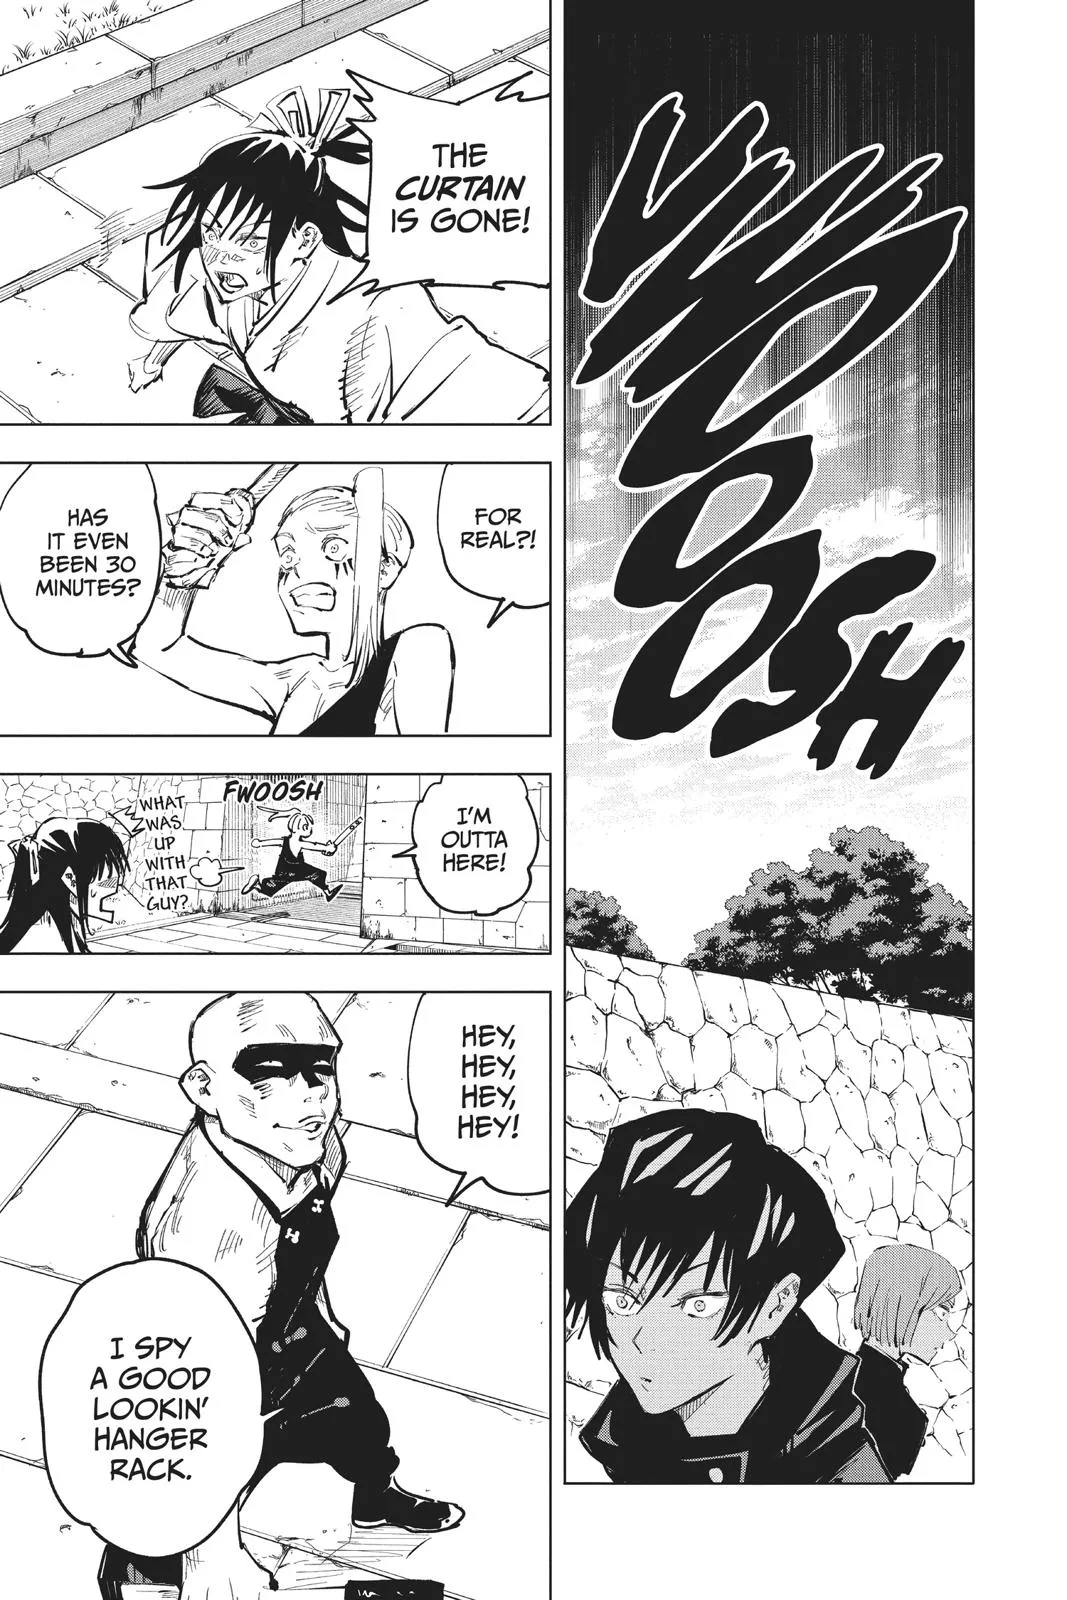 VWOOOOSH
THE
CURTAIN
IS GONE!
FOR
REAL?!
HAS
IT EVEN
BEEN 30
MINUTES?
I'M
OUTTA
HERE!
FWOOSH
WHAT
WAS
UP
WITH
THAT
GUY?
HEY,
HEY,
HEY,
HEY!
I SPY
A GOOD
LOOKIN'
HANGER
RACK.